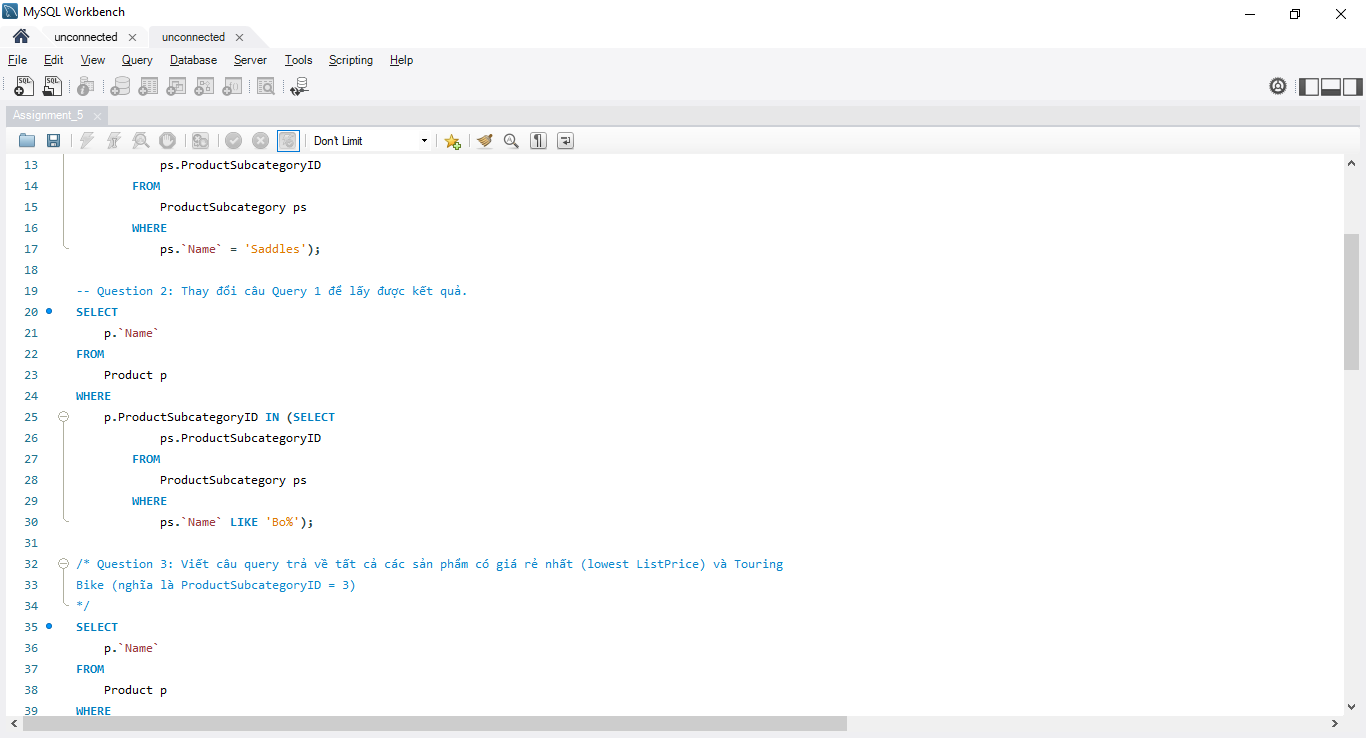 MySQL Workbench
unconnected
unconnected
File Edit View Query Database Server Tools Scripting Help
SQL SQL
Assignment_5
Don't Limit
13 ps.ProductSubcategoryID
14 FROM
15 ProductSubcategory ps
16 WHERE
17 ps.`Name` = 'Saddles');
18
19 -- Question 2: Thay đổi câu Query 1 để lấy được kết quả.
20 SELECT
21 p.`Name`
22 FROM
23 Product p
24 WHERE
25 p.ProductSubcategoryID IN (SELECT
26 ps.ProductSubcategoryID
27 FROM
28 ProductSubcategory ps
29 WHERE
30 ps.`Name` LIKE 'Bo%');
31
32 /* Question 3: Viết câu query trả về tất cả các sản phẩm có giá rẻ nhất (lowest ListPrice) và Touring
33 Bike (nghĩa là ProductSubcategoryID = 3)
34 */
35 SELECT
36 p.`Name`
37 FROM
38 Product p
39 WHERE